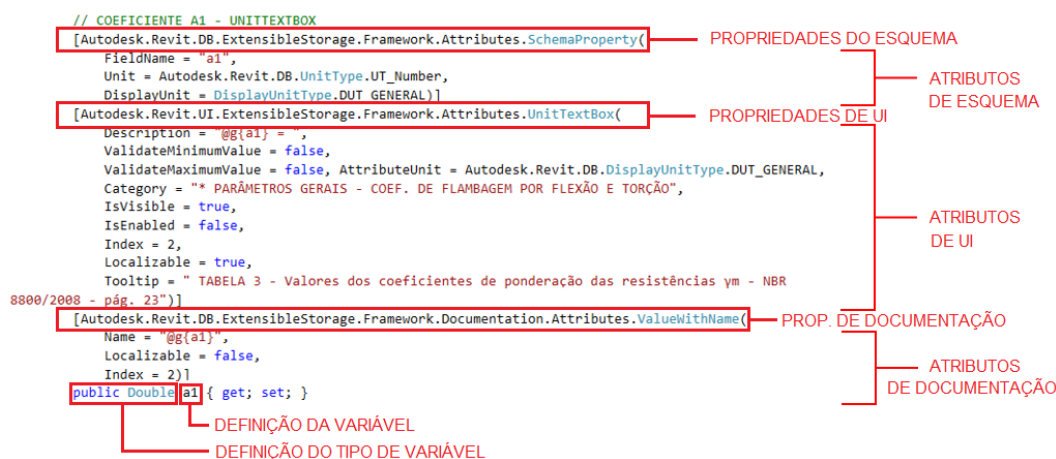 // COEFICIENTE A1 - UNITTEXTBOX
[Autodesk.Revit.DB.ExtensibleStorage.Framework.Attributes.SchemaProperty(
PROPRIEDADES DO ESQUEMA
FieldName = "a1",
Unit = Autodesk.Revit.DB.UnitType.UT_Number,
DisplayUnit = DisplayUnitType.DUT_GENERAL)]
ATRIBUTOS
DE ESQUEMA
[Autodesk.Revit.UI.ExtensibleStorage.Framework.Attributes.UnitTextBox(
PROPRIEDADES DE UI
Description = "@g{a1} = ",
ValidateMinimumValue = false,
ValidateMaximumValue = false, AttributeUnit = Autodesk.Revit.DB.DisplayUnitType.DUT_GENERAL,
Category = "* PARÂMETROS GERAIS - COEF. DE FLAMBAGEM POR FLEXÃO E TORÇÃO",
IsVisible = true,
IsEnabled = false,
Index = 2,
Localizable = true,
Tooltip = " TABELA 3 - Valores dos coeficientes de ponderação das resistências γm - NBR
8800/2008 - pág. 23")]
ATRIBUTOS
DE UI
[Autodesk.Revit.DB.ExtensibleStorage.Framework.Documentation.Attributes.ValueWithName(
PROP. DE DOCUMENTAÇÃO
Name = "@g{a1}",
Localizable = false,
Index = 2)]
ATRIBUTOS
DE DOCUMENTAÇÃO
public Double a1 { get; set; }
DEFINIÇÃO DA VARIÁVEL
DEFINIÇÃO DO TIPO DE VARIÁVEL